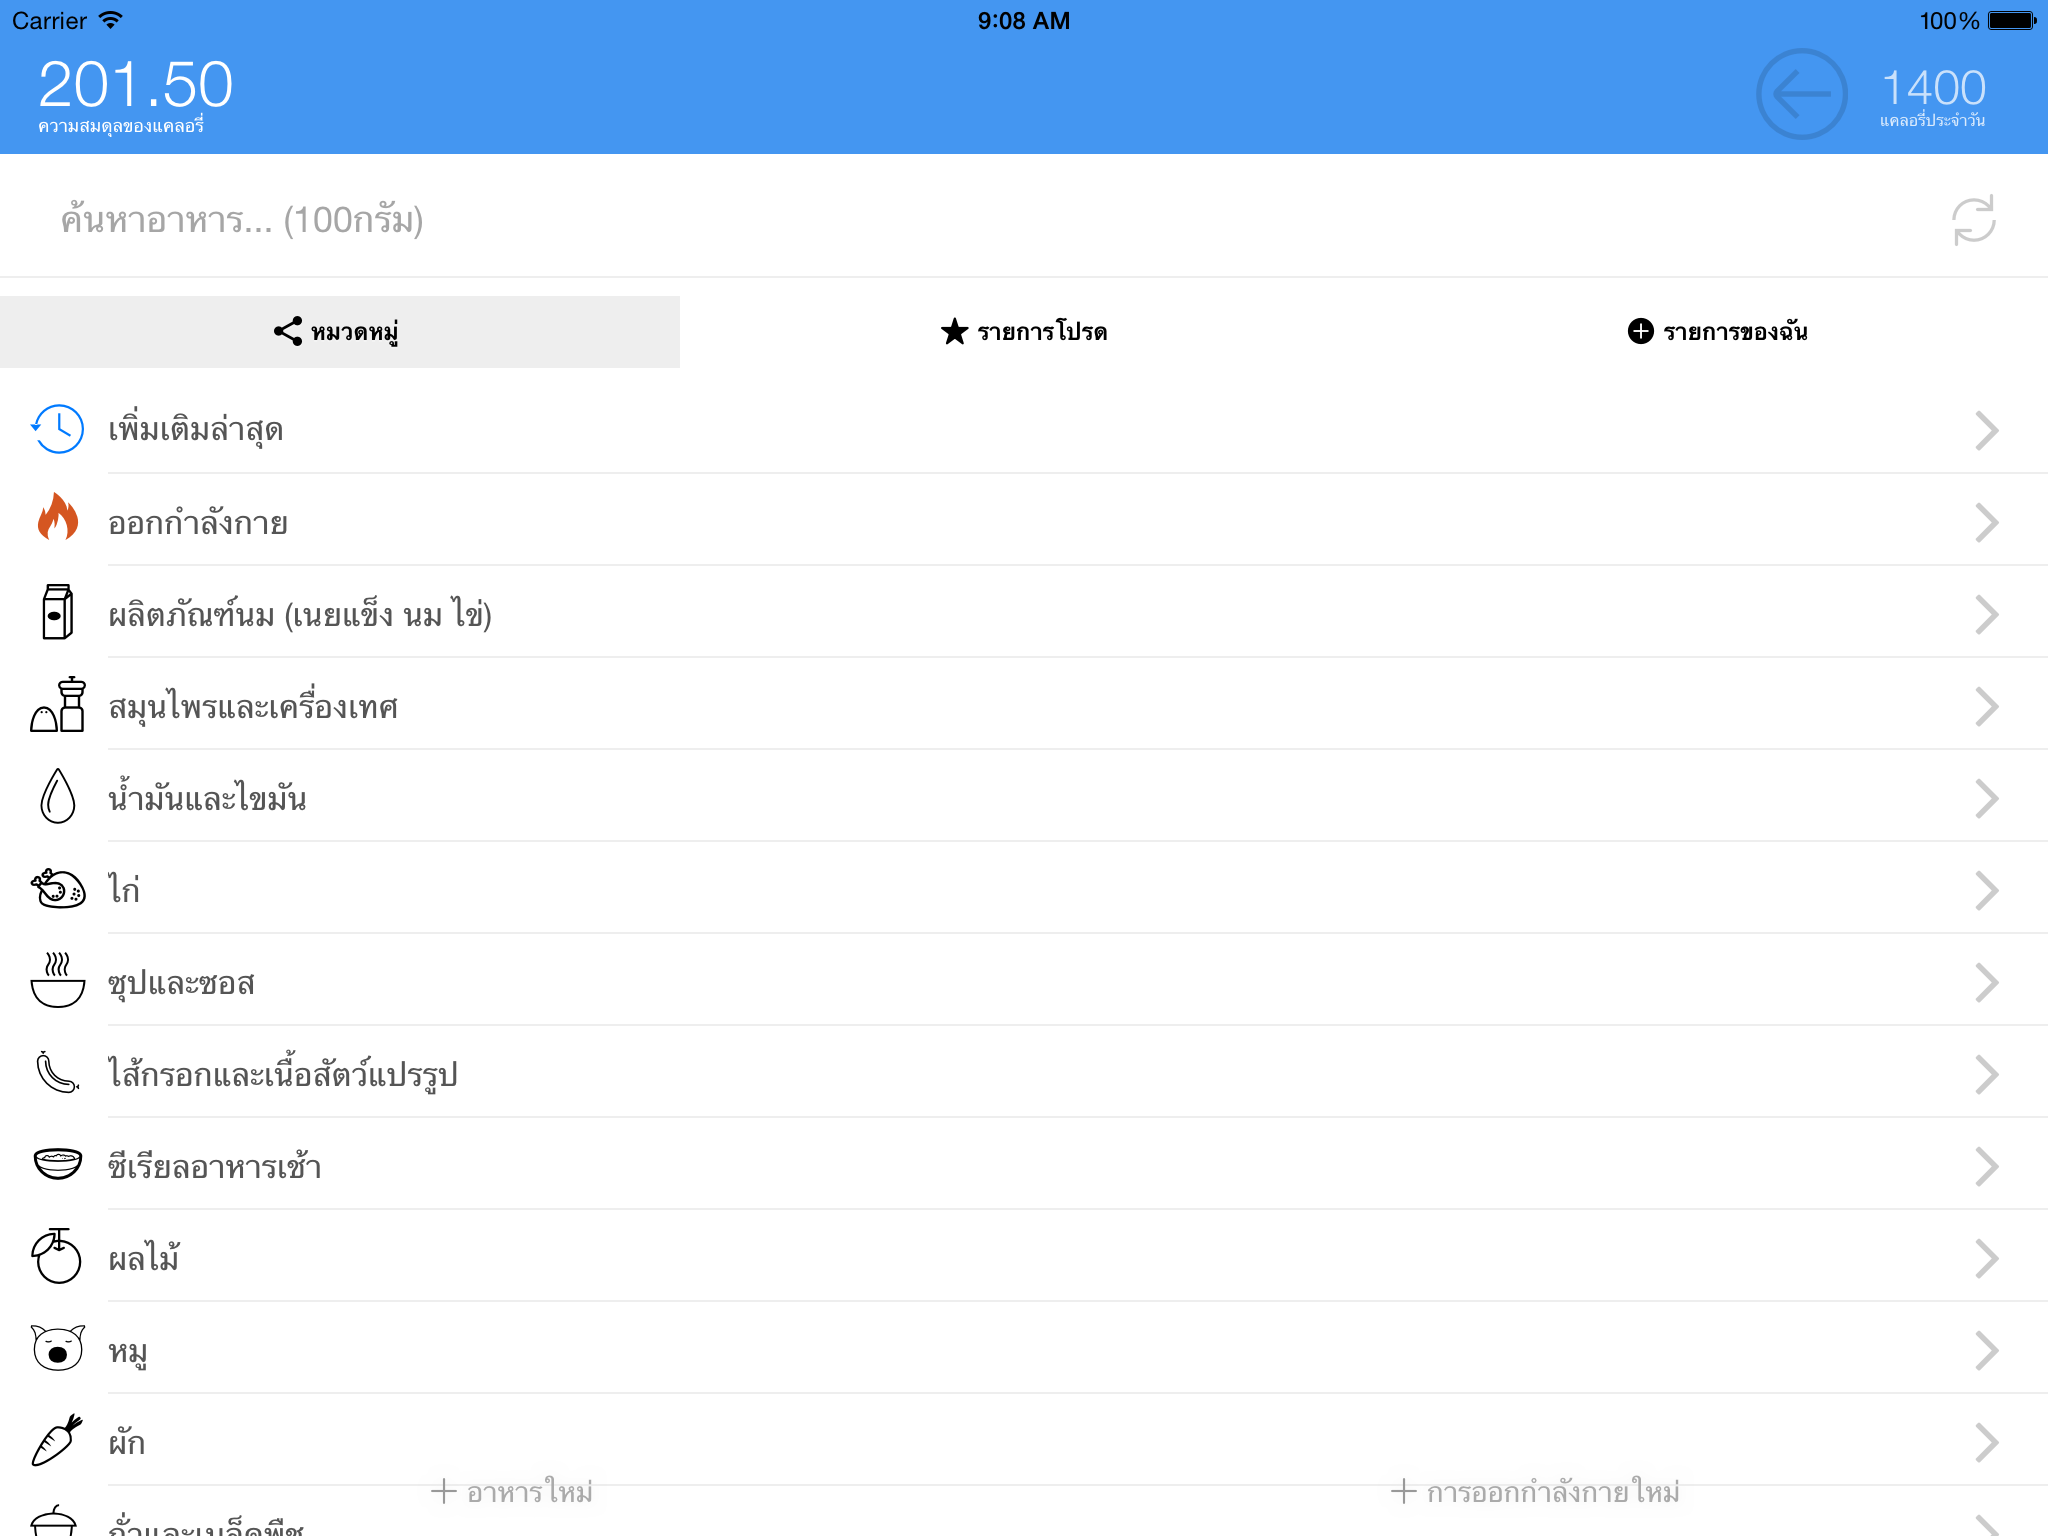 Carrier 9:08 AM 100%
201.50
ความสมดุลของแคลอรี่
1400
แคลอรี่ประจำวัน
ค้นหาอาหาร... (100กรัม)
หมวดหมู่ รายการโปรด รายการของฉัน
เพิ่มเติมล่าสุด
ออกกำลังกาย
ผลิตภัณฑ์นม (เนยแข็ง นม ไข่)
สมุนไพรและเครื่องเทศ
น้ำมันและไขมัน
ไก่
ซุปและซอส
ไส้กรอกและเนื้อสัตว์แปรรูป
ซีเรียลอาหารเช้า
ผลไม้
หมู
ผัก
อาหารใหม่ การออกกำลังกายใหม่
ถั่วและเมล็ดพืช